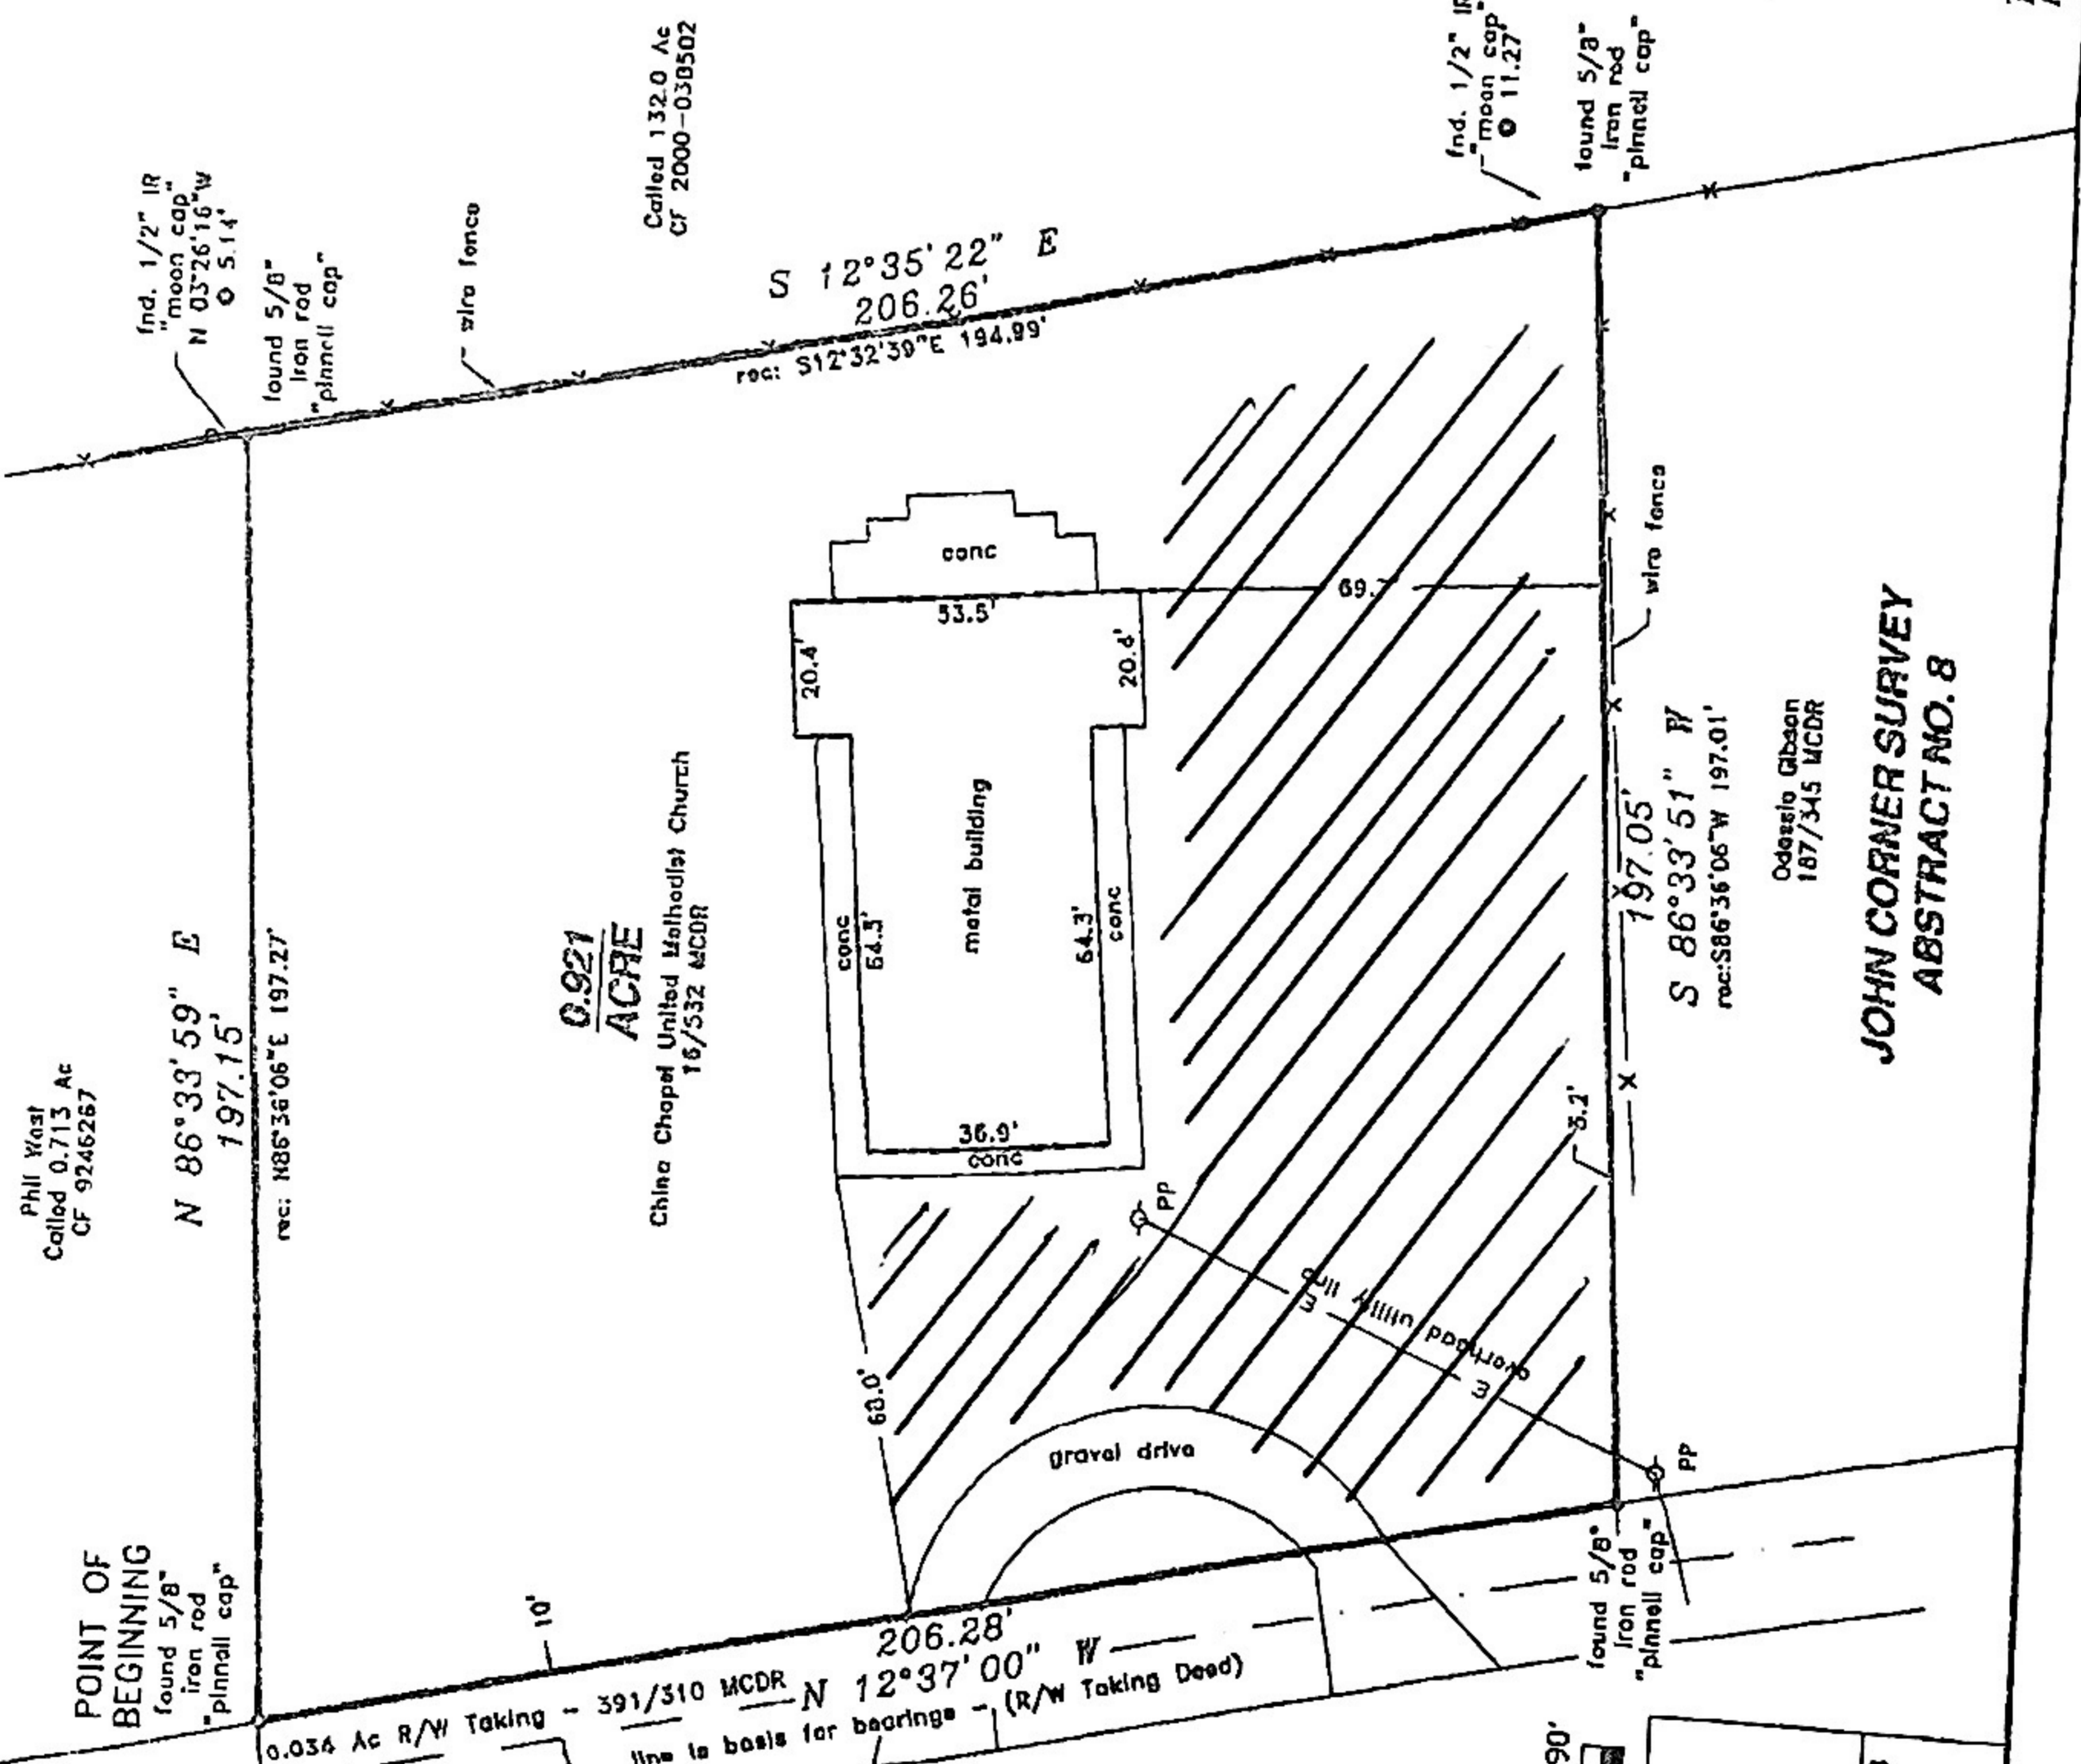 Phil West
Called 0.713 Ac
CF 9246267
N 86°33'59" E
197.15'
rec: N86°36'06"E 197.27'
fnd. 1/2" IR
"moon cap"
N 03°26'16"W
@ 5.14'
found 5/8"
iron rod
"pinnell cap"
wire fence
Called 132.0 Ac
CF 2000-038502
S 12°35'22" E
206.26'
rec: S12°32'39"E 194.99'
fnd. 1/2" IR
"moon cap"
@ 11.27'
found 5/8"
iron rod
"pinnell cap"
POINT OF
BEGINNING
found 5/8"
iron rod
"pinnell cap"
0.921
ACRE
China Chapel United Methodist Church
16/532 MCDR
conc
53.5'
20.4'
20.4'
69.7
metal building
conc
64.3'
64.3'
conc
36.9'
conc
60.0'
PP
overhead utility line
E
E
gravel drive
PP
3.2'
wire fence
197.05'
S 86°33'51" W
rec:S86°36'06"W 197.01'
Odessie Gibson
187/345 MCDR
JOHN CORNER SURVEY
ABSTRACT NO. 8
found 5/8"
iron rod
"pinnell cap"
10'
206.28'
N 12°37'00" W
0.034 Ac R/W Taking - 391/310 MCDR
line is basis for bearings - (R/W Taking Deed)
90'